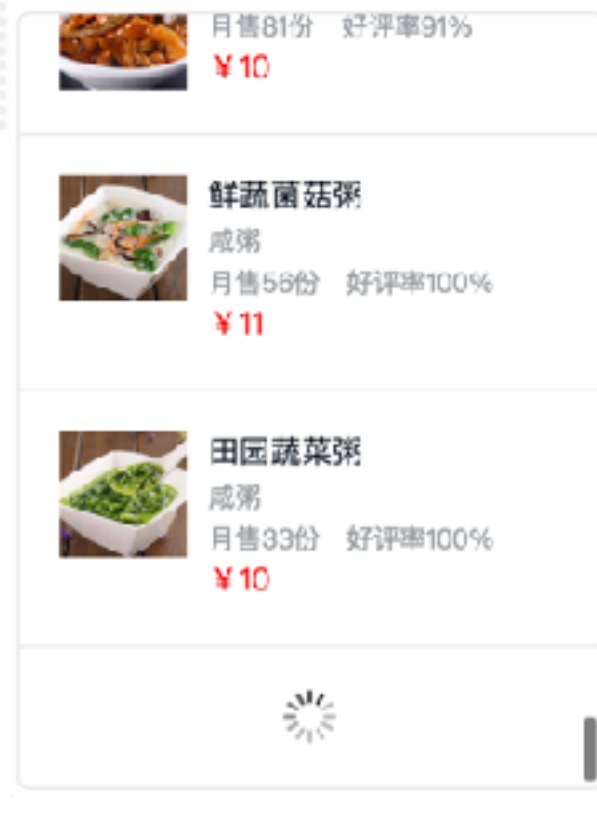 月售81份 好评率91%
￥10
鲜蔬菌菇粥
咸粥
月售56份 好评率100%
￥11
田园蔬菜粥
咸粥
月售33份 好评率100%
￥10